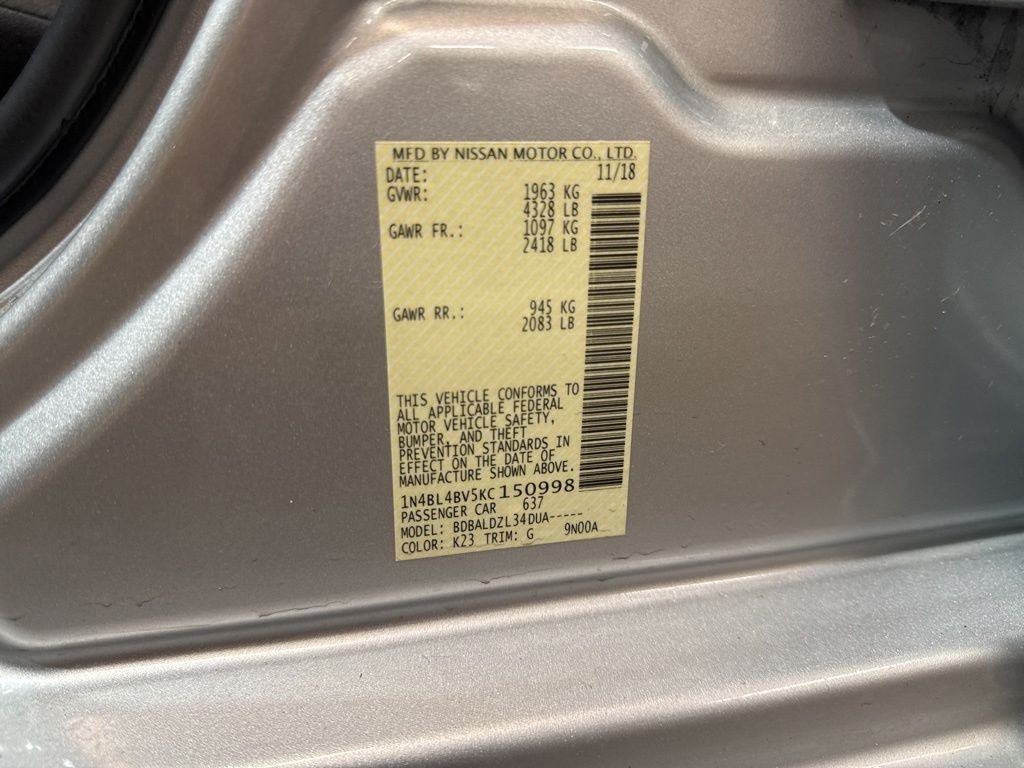 MFD BY NISSAN MOTOR CO., LTD.
DATE: 11/18
GVWR: 1963 KG
4328 LB
GAWR FR.: 1097 KG
2418 LB
GAWR RR.: 945 KG
2083 LB
THIS VEHICLE CONFORMS TO
ALL APPLICABLE FEDERAL
MOTOR VEHICLE SAFETY,
BUMPER, AND THEFT
PREVENTION STANDARDS IN
EFFECT ON THE DATE OF
MANUFACTURE SHOWN ABOVE.
1N4BL4BV5KC150998
PASSENGER CAR 637
MODEL: BDBALDZL34DUA-----
COLOR: K23 TRIM: G 9N00A